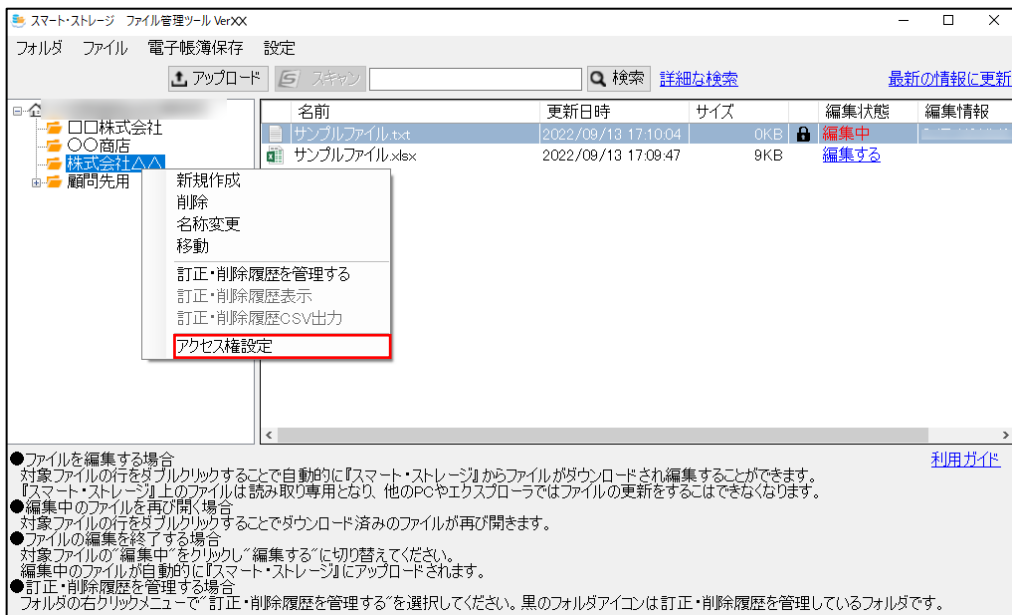 スマート・ストレージ　ファイル管理ツール VerXX
フォルダ　ファイル　電子帳簿保存　設定
アップロード　スキャン　検索　詳細な検索　最新の情報に更新
名前　更新日時　サイズ　編集状態　編集情報
□□株式会社
サンプルファイル.txt　2022/09/13 17:10:04　0KB　編集中
〇〇商店
サンプルファイル.xlsx　2022/09/13 17:09:47　9KB　編集する
株式会社△△
顧問先用
新規作成
削除
名称変更
移動
訂正・削除履歴を管理する
訂正・削除履歴表示
訂正・削除履歴CSV出力
アクセス権設定
利用ガイド
●ファイルを編集する場合
対象ファイルの行をダブルクリックすることで自動的に『スマート・ストレージ』からファイルがダウンロードされ編集することができます。
『スマート・ストレージ』上のファイルは読み取り専用となり、他のPCやエクスプローラではファイルの更新をするこはできなくなります。
●編集中のファイルを再び開く場合
対象ファイルの行をダブルクリックすることでダウンロード済みのファイルが再び開きます。
●ファイルの編集を終了する場合
対象ファイルの"編集中"をクリックし"編集する"に切り替えてください。
編集中のファイルが自動的に『スマート・ストレージ』にアップロードされます。
●訂正・削除履歴を管理する場合
フォルダの右クリックメニューで"訂正・削除履歴を管理する"を選択してください。黒のフォルダアイコンは訂正・削除履歴を管理しているフォルダです。